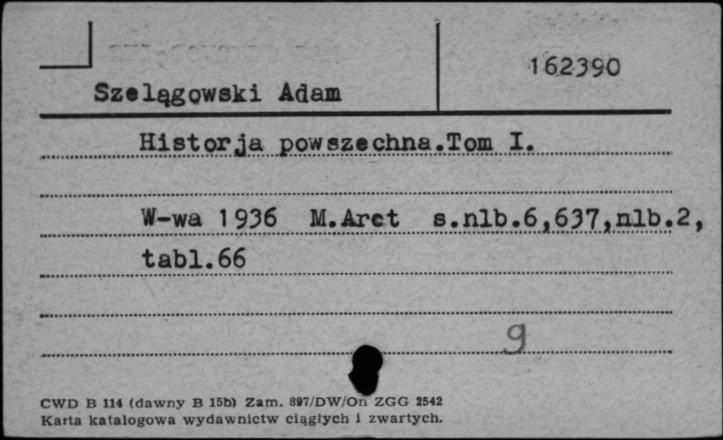 162390
Szelągowski Adam
Historja powszechna.Tom I.
W-wa 1936 M.Arct s.nlb.6,637,nlb.2,
tabl.66
9
CWD B 114 (dawny B 15b) Zam. 897/DW/On ZGG 2542
Karta katalogowa wydawnictw ciągłych i zwartych.